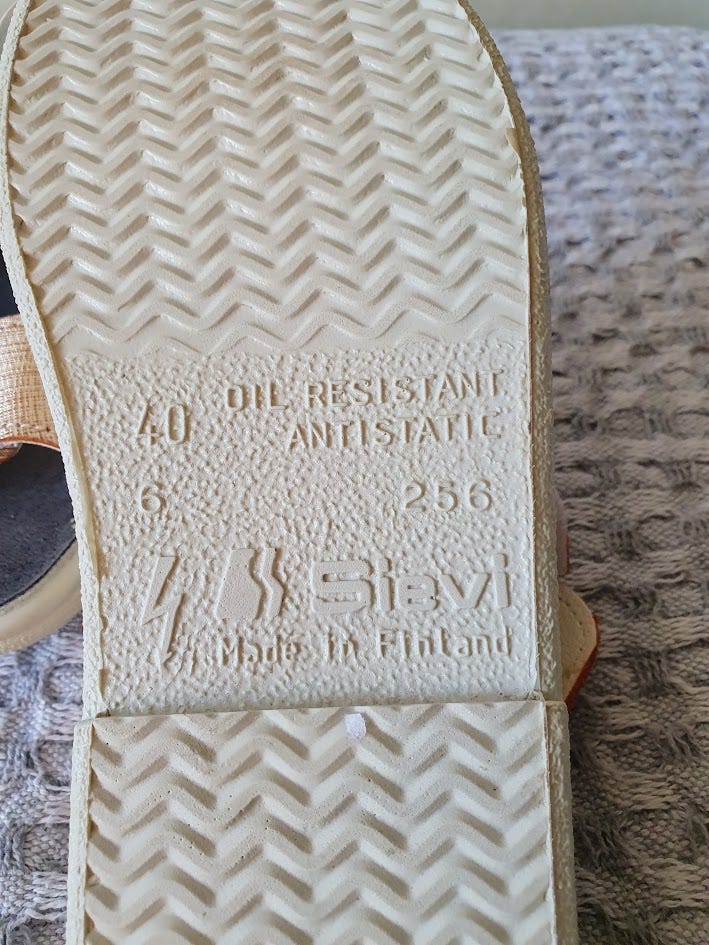 40 OIL RESISTANT
ANTISTATIC
6 256
Sievi
Made in Finland